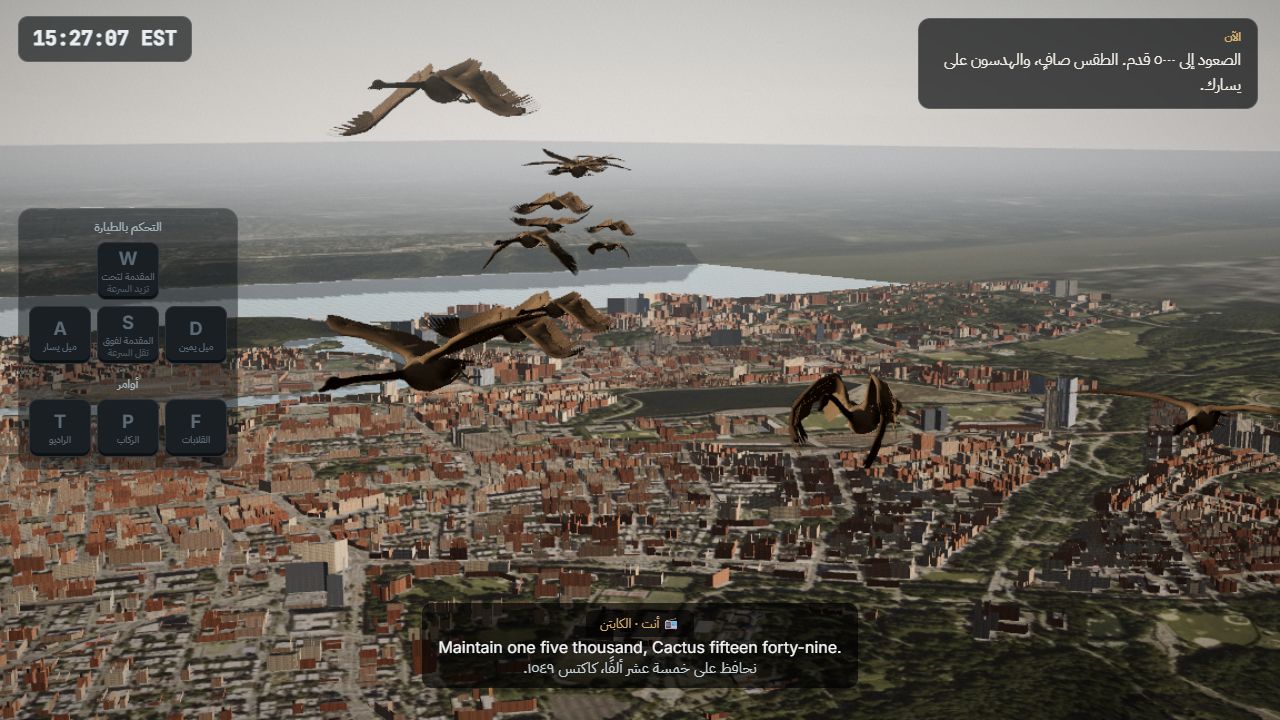 15:27:07 EST
الآن
الصعود إلى ٥٠٠٠ قدم. الطقس صافٍ، والهدسون على
يسارك.
التحكم بالطيارة
W
المقدمة لتحت
تزيد السرعة
A
ميل يسار
S
المقدمة لفوق
تقل السرعة
D
ميل يمين
أوامر
T
الراديو
P
الركاب
F
القلابات
أنت · الكابتن
Maintain one five thousand, Cactus fifteen forty-nine.
نحافظ على خمسة عشر ألفًا، كاكتس ١٥٤٩.